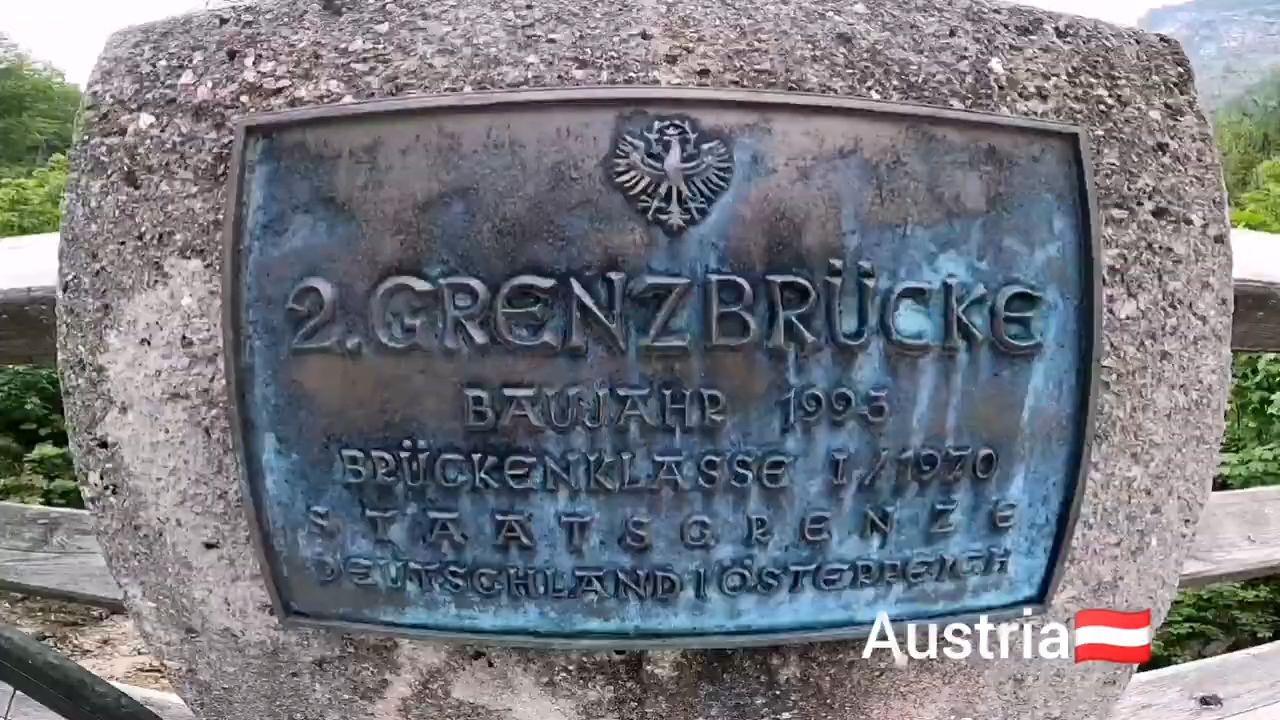 2.GRENZBRÜCKE
BAUJAHR 1995
BRÜCKENKLASSE I/1970
STAATSGRENZE
DEUTSCHLAND/ÖSTERREICH
Austria🇦🇹